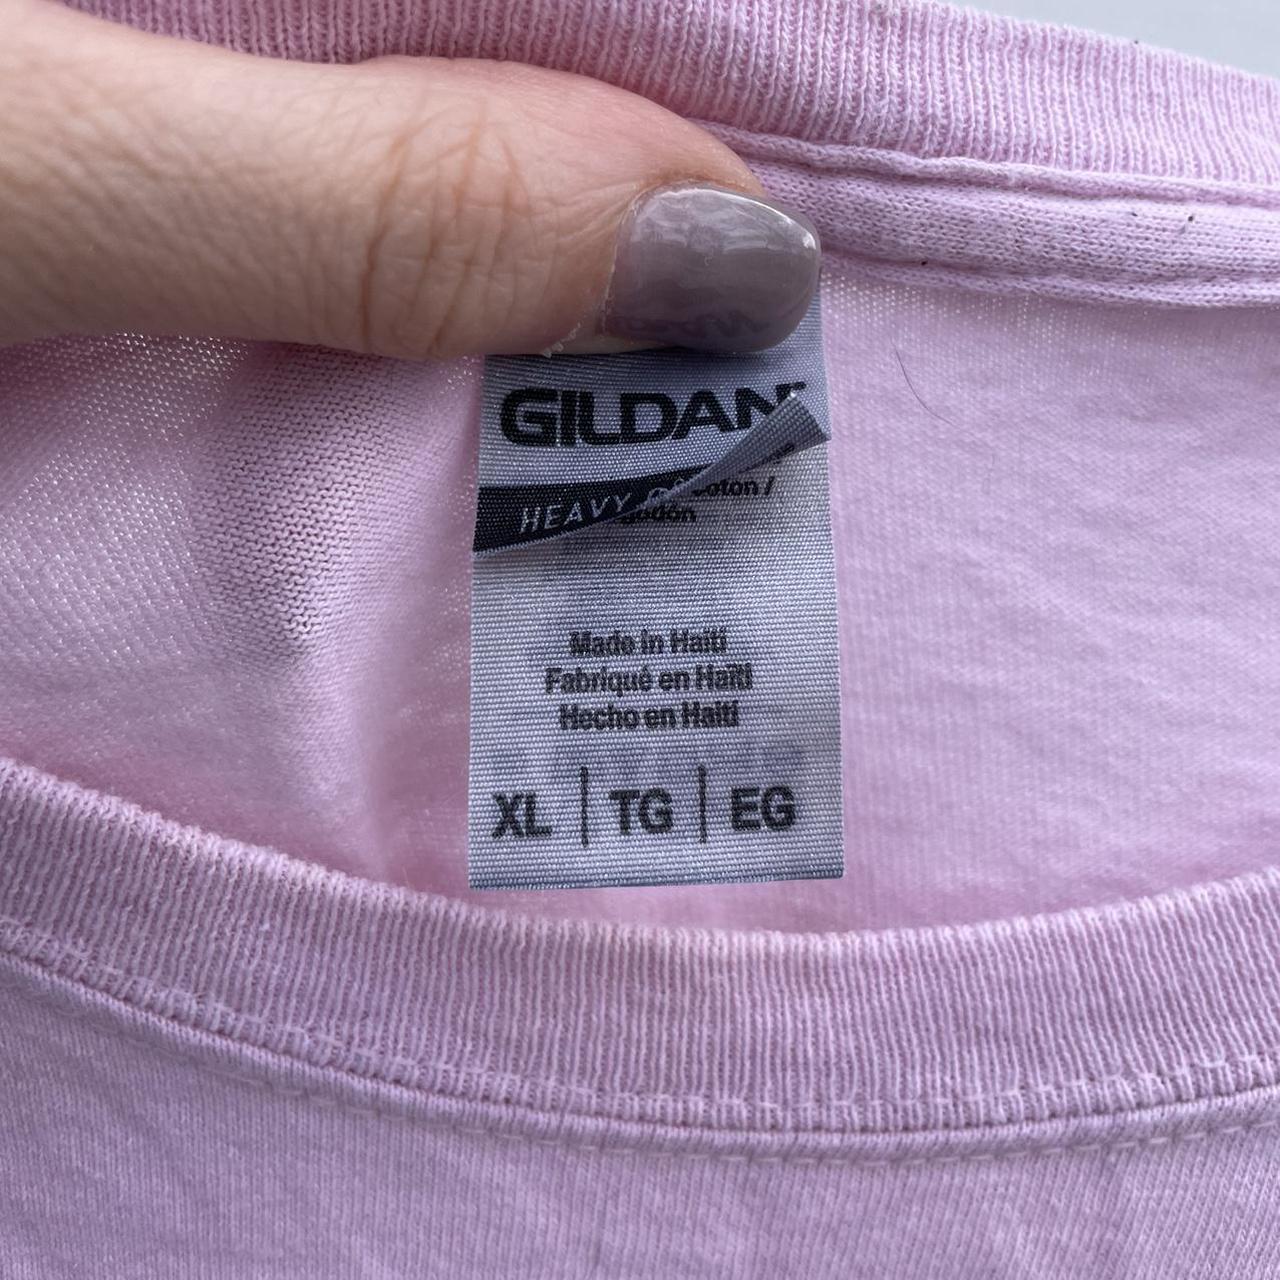 GILDAN
HEAVY
Made in Haiti
Fabriqué en Haïti
Hecho en Haití
XL | TG | EG